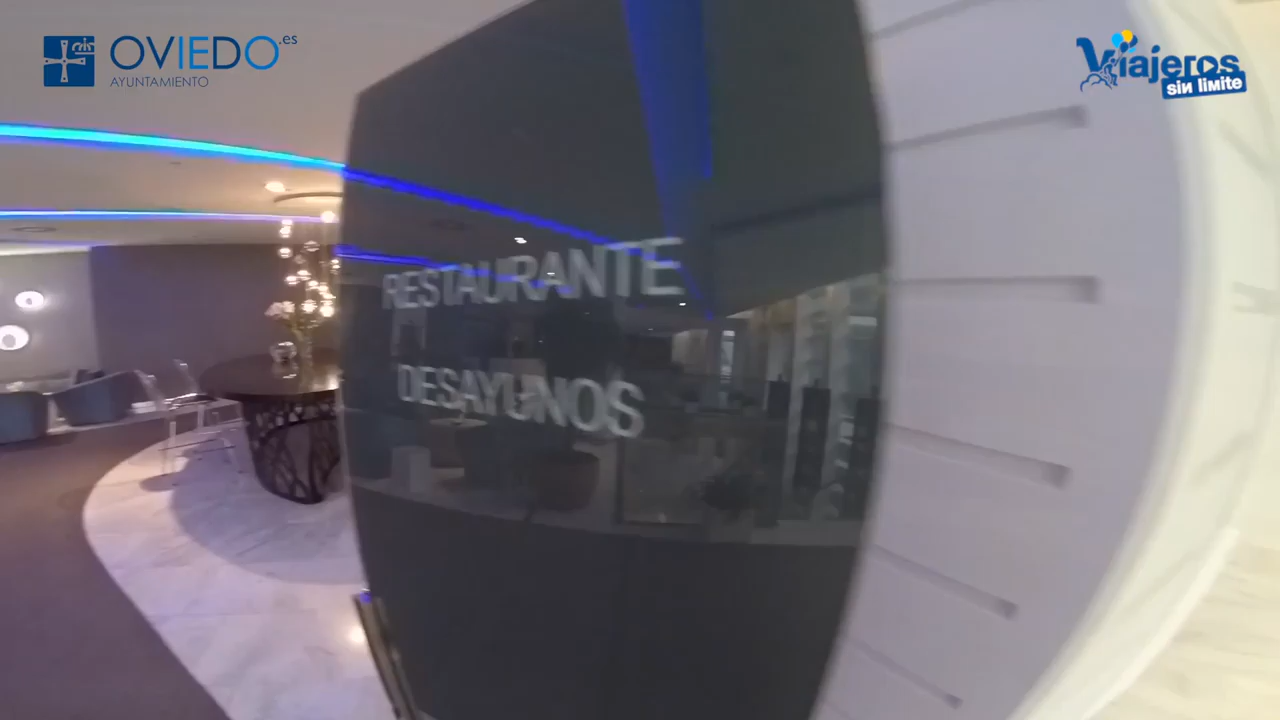 OVIEDO.es
AYUNTAMIENTO
Viajeros
sin límite
RESTAURANTE
DESAYUNOS